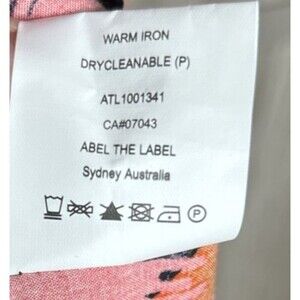 WARM IRON
DRYCLEANABLE (P)
ATL1001341
CA#07043
ABEL THE LABEL
Sydney Australia
P